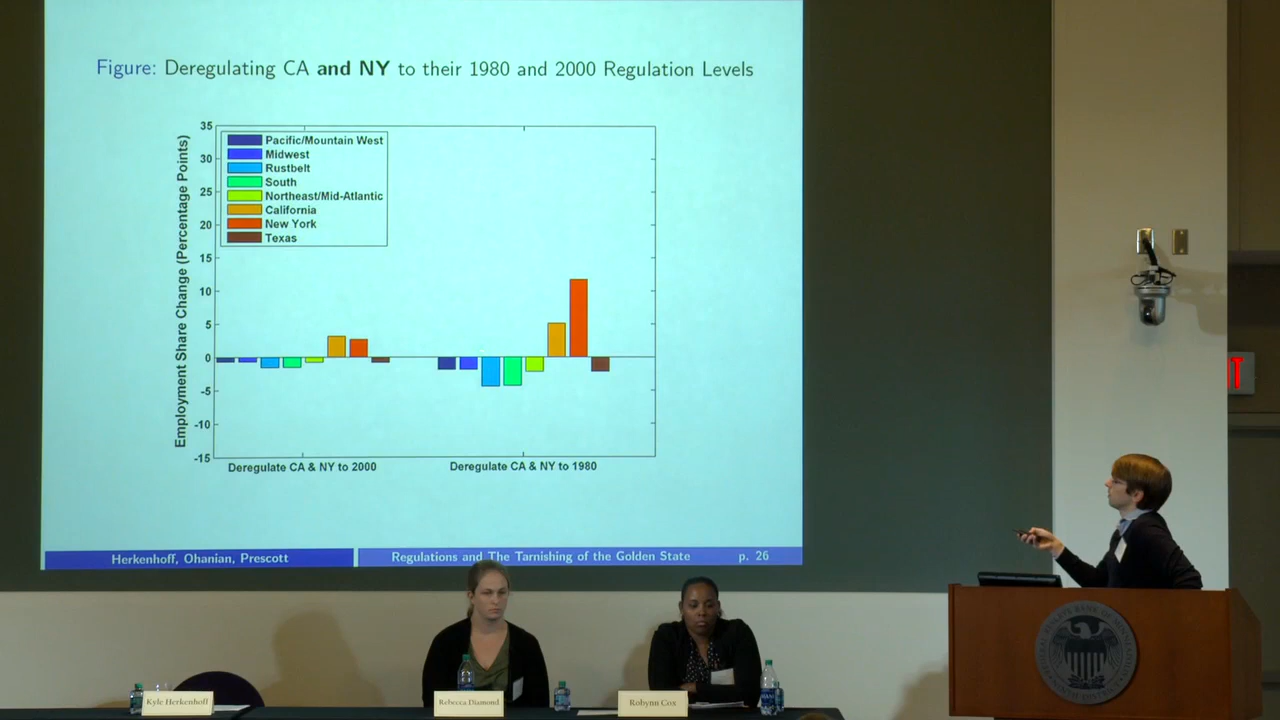 Figure: Deregulating CA and NY to their 1980 and 2000 Regulation Levels
Employment Share Change (Percentage Points)
35
30
25
20
15
10
5
0
-5
-10
-15
Pacific/Mountain West
Midwest
Rustbelt
South
Northeast/Mid-Atlantic
California
New York
Texas
Deregulate CA & NY to 2000
Deregulate CA & NY to 1980
Herkenhoff, Ohanian, Prescott
Regulations and The Tarnishing of the Golden State
p. 26
Kyle Herkenhoff
Rebecca Diamond
Robynn Cox